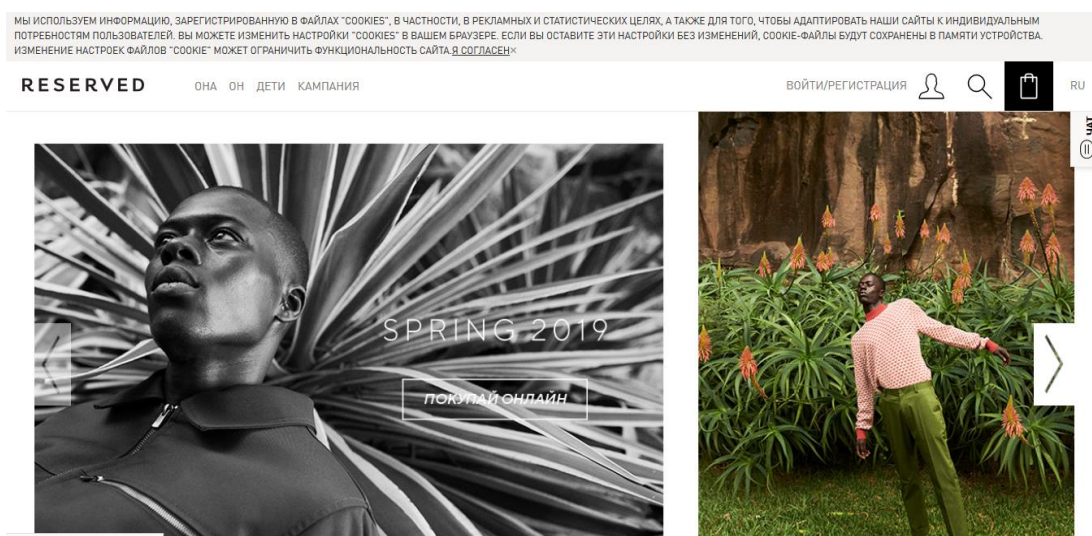 МЫ ИСПОЛЬЗУЕМ ИНФОРМАЦИЮ, ЗАРЕГИСТРИРОВАННУЮ В ФАЙЛАХ "COOKIES", В ЧАСТНОСТИ, В РЕКЛАМНЫХ И СТАТИСТИЧЕСКИХ ЦЕЛЯХ, А ТАКЖЕ ДЛЯ ТОГО, ЧТОБЫ АДАПТИРОВАТЬ НАШИ САЙТЫ К ИНДИВИДУАЛЬНЫМ
ПОТРЕБНОСТЯМ ПОЛЬЗОВАТЕЛЕЙ. ВЫ МОЖЕТЕ ИЗМЕНИТЬ НАСТРОЙКИ "COOKIES" В ВАШЕМ БРАУЗЕРЕ. ЕСЛИ ВЫ ОСТАВИТЕ ЭТИ НАСТРОЙКИ БЕЗ ИЗМЕНЕНИЙ, COOKIE-ФАЙЛЫ БУДУТ СОХРАНЕНЫ В ПАМЯТИ УСТРОЙСТВА.
ИЗМЕНЕНИЕ НАСТРОЕК ФАЙЛОВ "COOKIE" МОЖЕТ ОГРАНИЧИТЬ ФУНКЦИОНАЛЬНОСТЬ САЙТА.Я СОГЛАСЕН×
RESERVED ОНА ОН ДЕТИ КАМПАНИЯ ВОЙТИ/РЕГИСТРАЦИЯ RU
ЧАТ
SPRING 2019
ПОКУПАЙ ОНЛАЙН